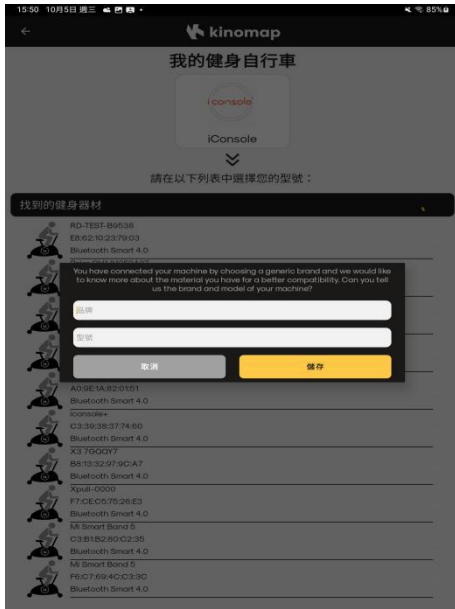 15:50 10月5日 週三
85%
kinomap
我的健身自行車
iconsole
iConsole
請在以下列表中選擇您的型號：
找到的健身器材
RD-TEST-B9538
E8:62:10:23:79:03
Bluetooth Smart 4.0
You have connected your machine by choosing a generic brand and we would like
to know more about the material you have for a better compatibility. Can you tell
us the brand and model of your machine?
品牌
型號
取消
儲存
A0:9E:1A:82:01:51
Bluetooth Smart 4.0
iconsole+
C3:39:38:37:74:60
Bluetooth Smart 4.0
X3 7GQQY7
B8:13:32:97:9C:A7
Bluetooth Smart 4.0
Xpull-0000
F7:CE:C5:75:26:E3
Bluetooth Smart 4.0
Mi Smart Band 5
C3:B1:B2:80:C2:35
Bluetooth Smart 4.0
Mi Smart Band 5
F6:C7:69:4C:C3:3C
Bluetooth Smart 4.0